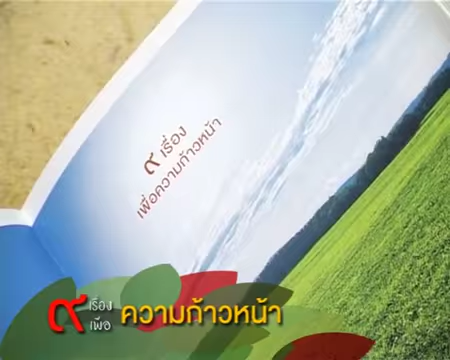 ๙ เรื่อง
เพื่อความก้าวหน้า
๙ เรื่อง
เพื่อ ความก้าวหน้า